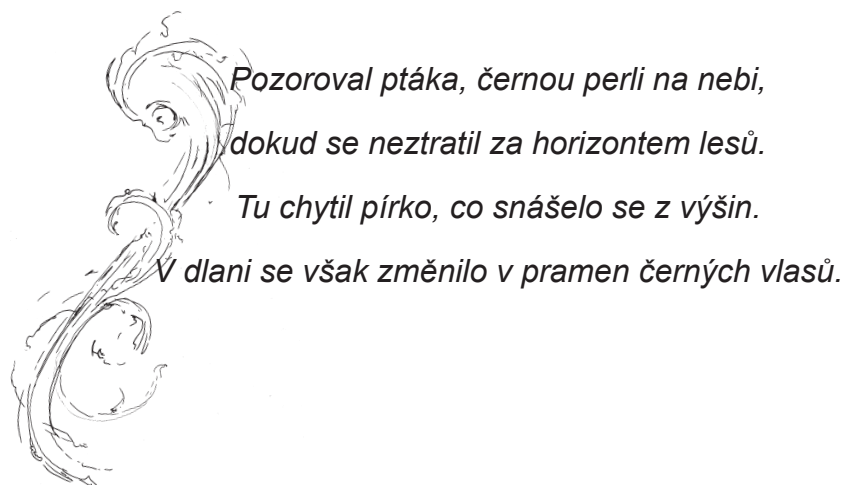 Pozoroval ptáka, černou perli na nebi,
dokud se neztratil za horizontem lesů.
Tu chytil pírko, co snášelo se z výšin.
V dlani se však změnilo v pramen černých vlasů.